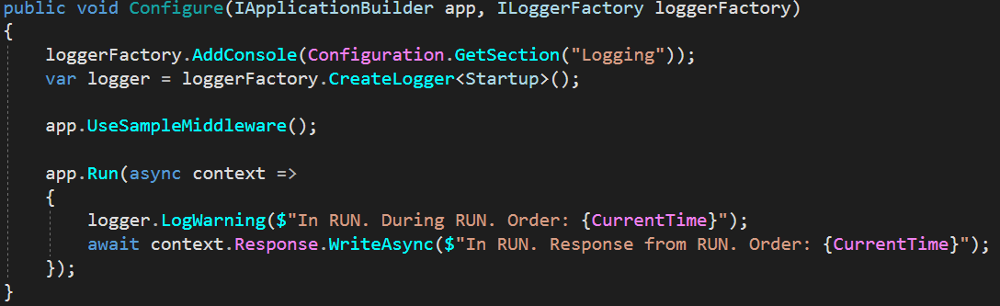 public void Configure(IApplicationBuilder app, ILoggerFactory loggerFactory)
{
loggerFactory.AddConsole(Configuration.GetSection("Logging"));
var logger = loggerFactory.CreateLogger<Startup>();
app.UseSampleMiddleware();
app.Run(async context =>
{
logger.LogWarning($"In RUN. During RUN. Order: {CurrentTime}");
await context.Response.WriteAsync($"In RUN. Response from RUN. Order: {CurrentTime}");
});
}